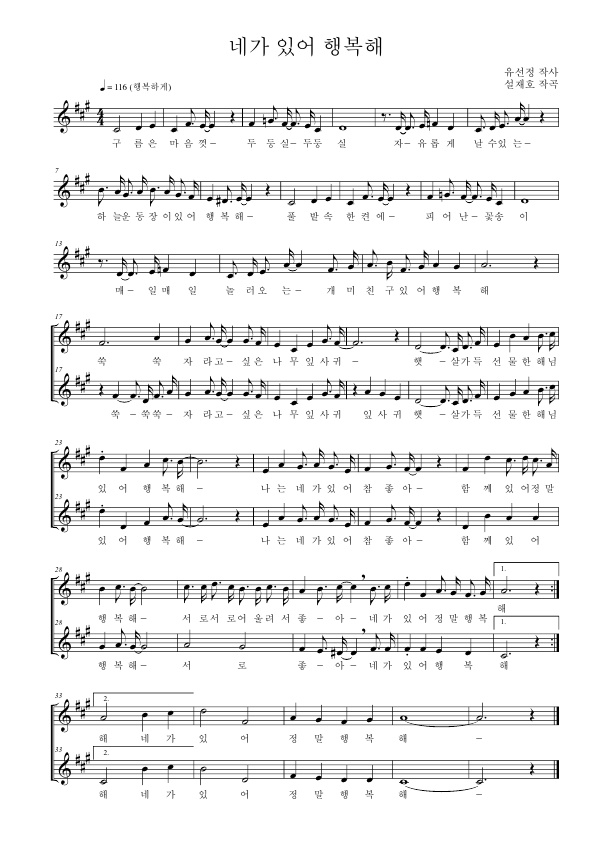 네가 있어 행복해
유선정 작사
설재호 작곡
♩= 116 (행복하게)
구 름은 마음껏– 두 둥실–두둥 실 자–유롭 게 날 수있 는–
7
하 늘운 동 장 이 있 어 행 복 해– 풀 밭 속 한 켠 에– 피 어 난–꽃송 이
13
매–일매 일 놀 러 오 는– 개 미 친 구 있 어 행 복 해
17
쑥 쑥 자 라 고–싶은 나 무 잎 사 귀– 햇–살가 득 선 물 한 해님
17
쑥–쑥쑥– 자 라 고–싶은 나 무 잎 사 귀 잎 사 귀 햇–살가 득 선 물 한 해님
23
있 어 행 복 해– 나 는 네 가 있 어 참 좋 아– 함 께 있 어 정 말
23
있 어 행 복 해– 나 는 네 가 있 어 참 좋 아– 함 께 있 어
28
1.
행 복 해– 서 로 서 로 어 울 려 서 좋–아–네 가 있 어 정 말 행 복 해
28
1.
행 복 해– 서 로 좋–아–네 가 있 어 행 복 해
33
2.
해 네 가 있 어 정 말 행 복 해–
33
2.
해 네 가 있 어 정 말 행 복 해–